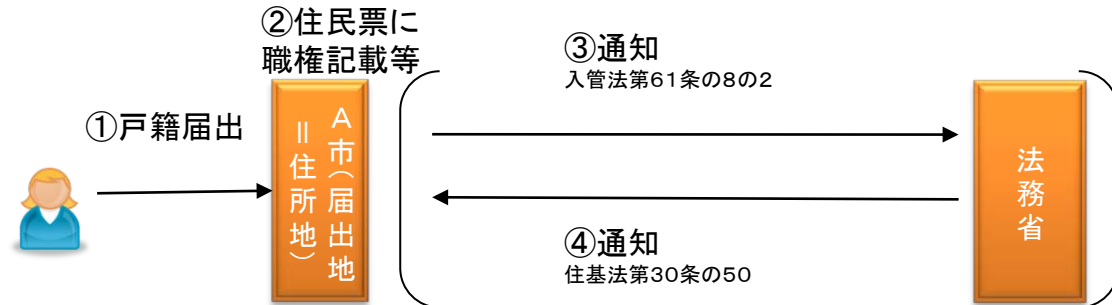 ②住民票に
職権記載等
③通知
入管法第61条の8の2
①戸籍届出
A市（届出地
＝住所地）
法務省
④通知
住基法第30条の50